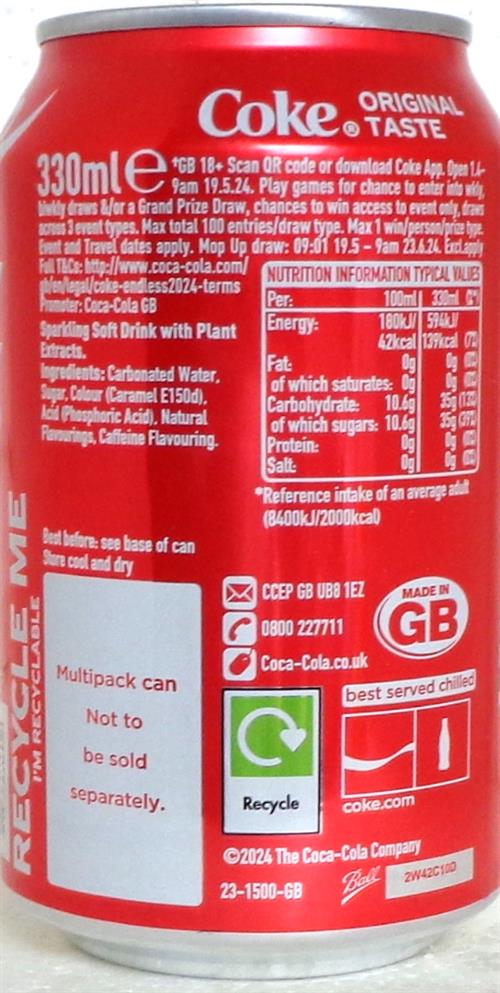 Coke® ORIGINAL TASTE
330ml e
†GB 18+ Scan QR code or download Coke App. Open 1.4-
9am 19.5.24. Play games for chance to enter into wkly,
biwkly draws &/or a Grand Prize Draw, chances to win access to event only, draws
across 3 event types. Max total 100 entries/draw type. Max 1 win/person/prize type.
Event and Travel dates apply. Mop Up draw: 09:01 19.5 – 9am 23.6.24. Excl.apply
Full T&Cs: http://www.coca-cola.com/
gb/en/legal/coke-endless2024-terms
Promoter: Coca-Cola GB
Sparkling Soft Drink with Plant
Extracts.
Ingredients: Carbonated Water,
Sugar, Colour (Caramel E150d),
Acid (Phosphoric Acid), Natural
Flavourings, Caffeine Flavouring.
NUTRITION INFORMATION TYPICAL VALUES
Per: 100ml 330ml
Energy: 180kJ/ 594kJ/
42kcal 139kcal (7%)
Fat: 0g 0g
of which saturates: 0g 0g
Carbohydrate: 10.6g 35g
of which sugars: 10.6g 35g
Protein: 0g 0g
Salt: 0g 0g
*Reference intake of an average adult
(8400kJ/2000kcal)
Best before: see base of can
Store cool and dry
RECYCLE ME
I'M RECYCLABLE
Multipack can
Not to
be sold
separately.
CCEP GB UB8 1EZ
0800 227711
Coca-Cola.co.uk
MADE IN
GB
Recycle
best served chilled
coke.com
©2024 The Coca-Cola Company
23-1500-GB
Ball
2W42C10D